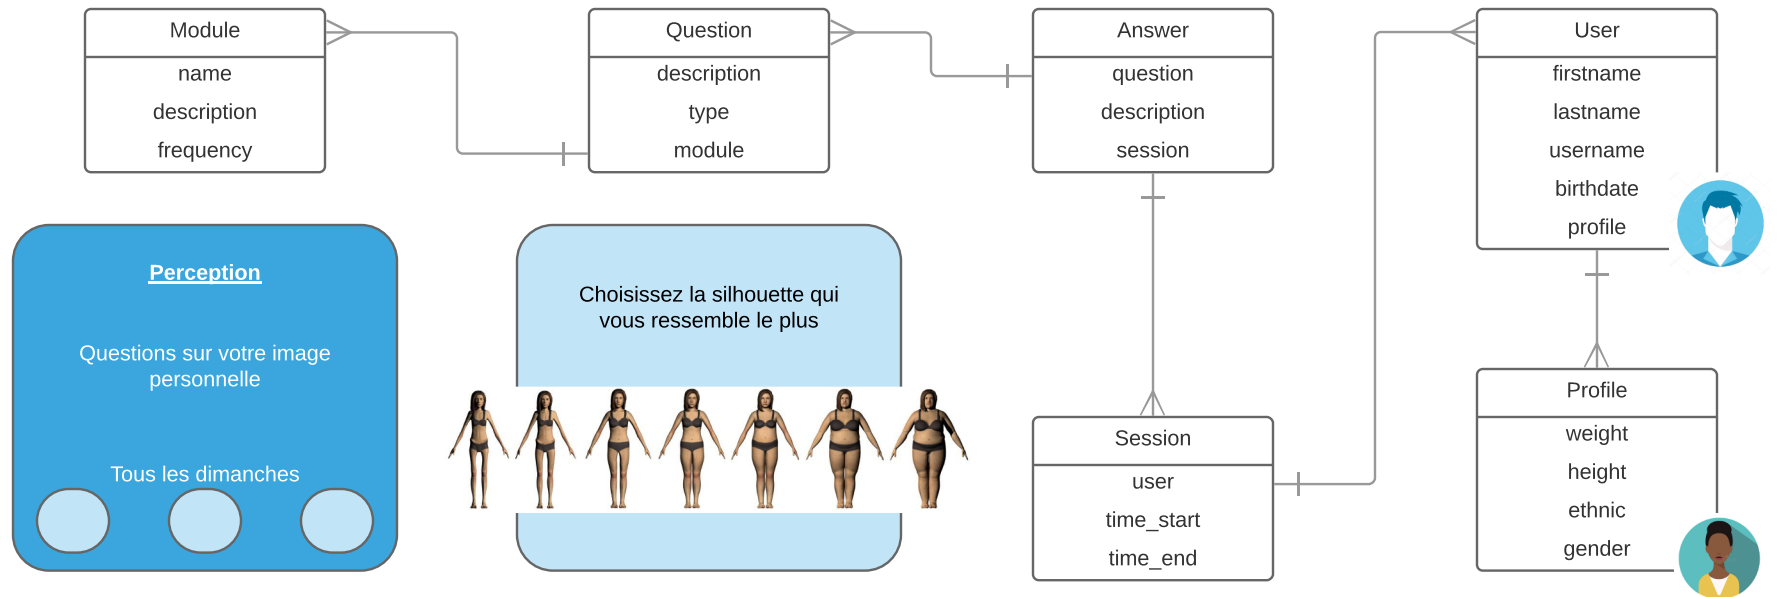 Module
name
description
frequency
Question
description
type
module
Answer
question
description
session
User
firstname
lastname
username
birthdate
profile
Perception
Questions sur votre image
personnelle
Tous les dimanches
Choisissez la silhouette qui
vous ressemble le plus
Session
user
time_start
time_end
Profile
weight
height
ethnic
gender